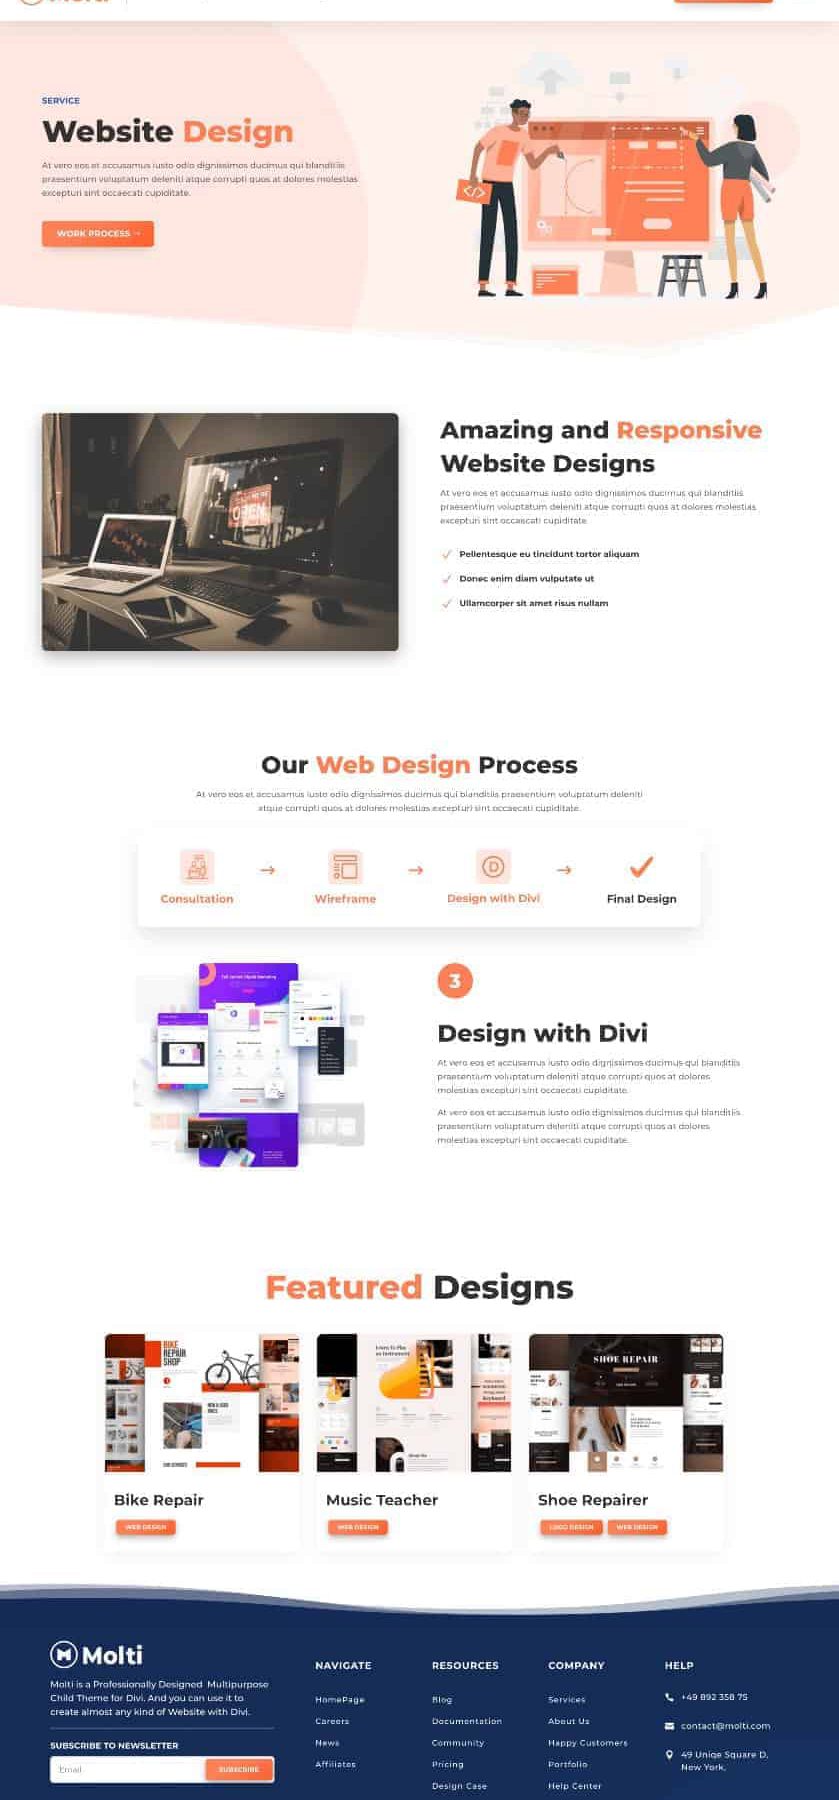 SERVICE
Website Design
At vero eos et accusamus iusto odio dignissimos ducimus qui blanditiis
praesentium voluptatum deleniti atque corrupti quos at dolores molestias
excepturi sint occaecati cupiditate.
WORK PROCESS →
Amazing and Responsive
Website Designs
At vero eos et accusamus iusto odio dignissimos ducimus qui blanditiis
praesentium voluptatum deleniti atque corrupti quos at dolores molestias
excepturi sint occaecati cupiditate
OPEN
✓ Pellentesque eu tincidunt tortor aliquam
✓ Donec enim diam vulputate ut
✓ Ullamcorper sit amet risus nullam
Our Web Design Process
At vero eos et accusamus iusto odio dignissimos ducimus qui blanditiis praesentium voluptatum deleniti
atque corrupti quos at dolores molestias excepturi sint occaecati cupiditate.
Consultation → Wireframe → Design with Divi → Final Design
3
Design with Divi
At vero eos et accusamus iusto odio dignissimos ducimus qui blanditiis
praesentium voluptatum deleniti atque corrupti quos at dolores
molestias excepturi sint occaecati cupiditate.
At vero eos et accusamus iusto odio dignissimos ducimus qui blanditiis
praesentium voluptatum deleniti atque corrupti quos at dolores
molestias excepturi sint occaecati cupiditate.
Featured Designs
BIKE
REPAIR
SHOP
SHOE REPAIR
Bike Repair
WEB DESIGN
Music Teacher
WEB DESIGN
Shoe Repairer
LOGO DESIGN WEB DESIGN
Molti
Molti is a Professionally Designed Multipurpose
Child Theme for Divi. And you can use it to
create almost any kind of Website with Divi.
SUBSCRIBE TO NEWSLETTER
Email SUBSCRIBE
NAVIGATE
HomePage
Careers
News
Affiliates
RESOURCES
Blog
Documentation
Community
Pricing
Design Case
COMPANY
Services
About Us
Happy Customers
Portfolio
Help Center
HELP
+49 892 358 75
contact@molti.com
49 Uniqe Square D,
New York,